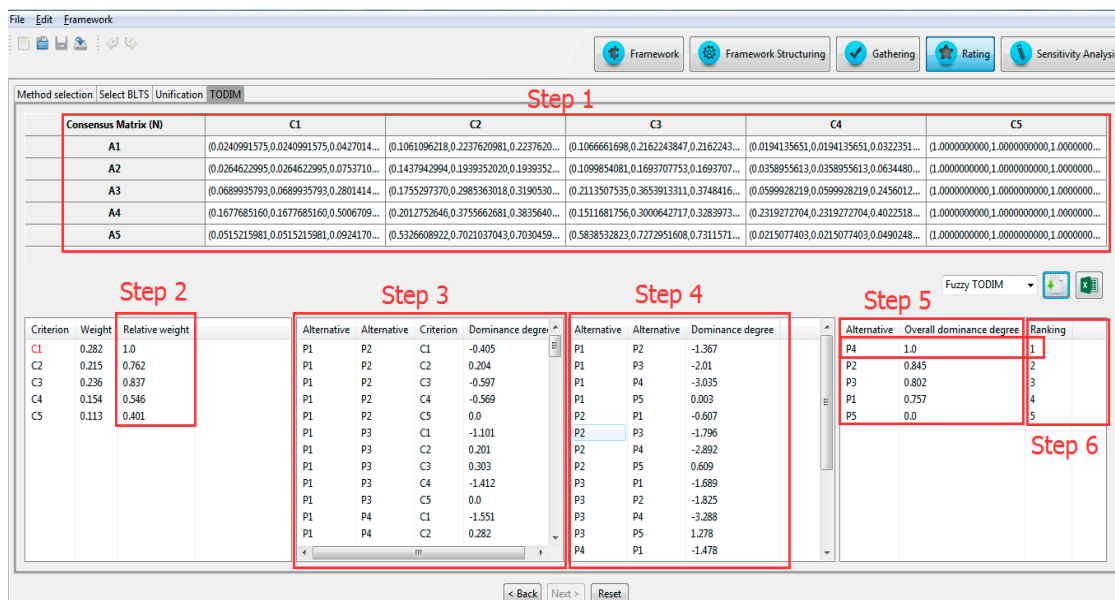 File Edit Framework
Framework Framework Structuring Gathering Rating Sensitivity Analysi
Method selection Select BLTS Unification TODIM
Step 1
Consensus Matrix (N) C1 C2 C3 C4 C5
A1 (0.0240991575,0.0240991575,0.0427014... (0.1061096218,0.2237620981,0.2237620... (0.1066661698,0.2162243847,0.2162243... (0.0194135651,0.0194135651,0.0322351... (1.0000000000,1.0000000000,1.0000000...
A2 (0.0264622995,0.0264622995,0.0753710... (0.1437942994,0.1939352020,0.1939352... (0.1099854081,0.1693707753,0.1693707... (0.0358955613,0.0358955613,0.0634480... (1.0000000000,1.0000000000,1.0000000...
A3 (0.0689935793,0.0689935793,0.2801414... (0.1755297370,0.2985363018,0.3190530... (0.2113507535,0.3653913311,0.3748416... (0.0599928219,0.0599928219,0.2456012... (1.0000000000,1.0000000000,1.0000000...
A4 (0.1677685160,0.1677685160,0.5006709... (0.2012752646,0.3755662681,0.3835640... (0.1511681756,0.3000642717,0.3283973... (0.2319272704,0.2319272704,0.4022518... (1.0000000000,1.0000000000,1.0000000...
A5 (0.0515215981,0.0515215981,0.0924170... (0.5326608922,0.7021037043,0.7030459... (0.5838532823,0.7272951608,0.7311571... (0.0215077403,0.0215077403,0.0490248... (1.0000000000,1.0000000000,1.0000000...
Fuzzy TODIM
Step 2 Step 3 Step 4 Step 5
Criterion Weight Relative weight Alternative Alternative Criterion Dominance degre Alternative Alternative Dominance degree Alternative Overall dominance degree Ranking
C1 0.282 1.0 P1 P2 C1 -0.405 P1 P2 -1.367 P4 1.0 1
C2 0.215 0.762 P1 P2 C2 0.204 P1 P3 -2.01 P2 0.845 2
C3 0.236 0.837 P1 P2 C3 -0.597 P1 P4 -3.035 P3 0.802 3
C4 0.154 0.546 P1 P2 C4 -0.569 P1 P5 0.003 P1 0.757 4
C5 0.113 0.401 P1 P2 C5 0.0 P2 P1 -0.607 P5 0.0 5
P1 P3 C1 -1.101 P2 P3 -1.796
Step 6
P1 P3 C2 0.201 P2 P4 -2.892
P1 P3 C3 0.303 P2 P5 0.609
P1 P3 C4 -1.412 P3 P1 -1.689
P1 P3 C5 0.0 P3 P2 -1.825
P1 P4 C1 -1.551 P3 P4 -3.288
P1 P4 C2 0.282 P3 P5 1.278
P4 P1 -1.478
< Back Next > Reset